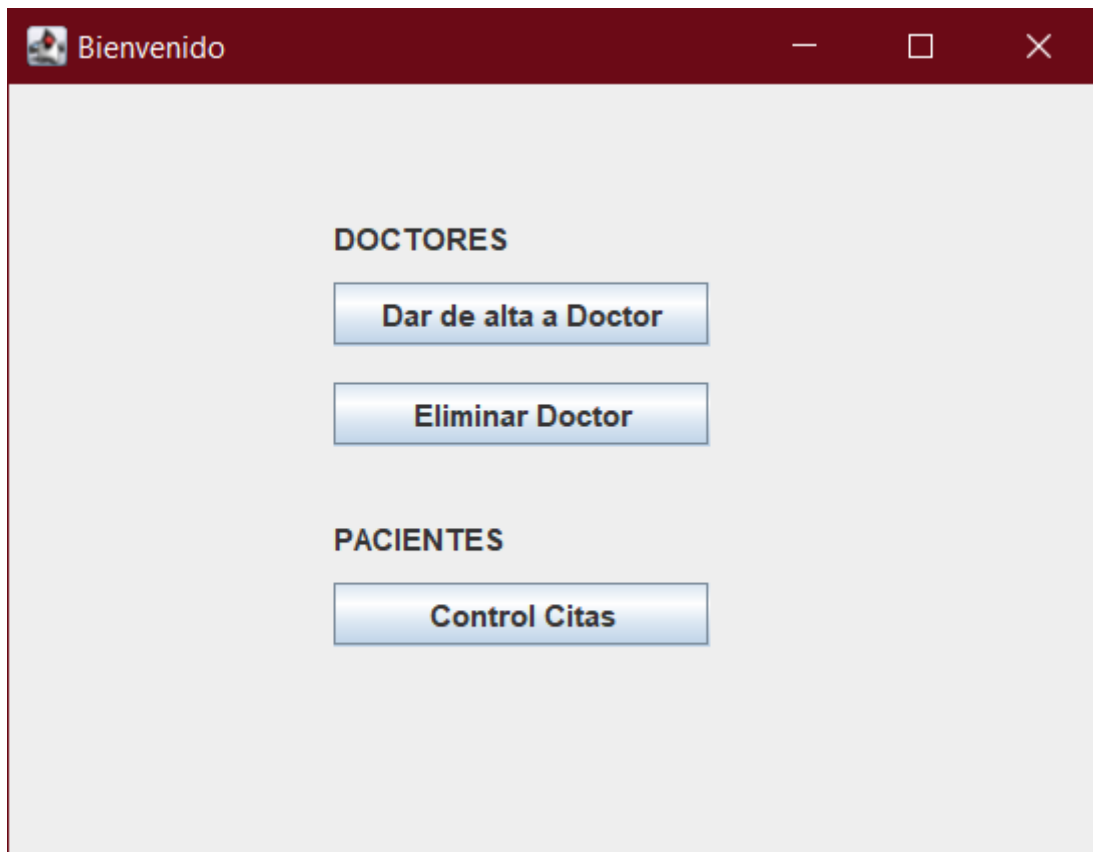 Bienvenido
DOCTORES
Dar de alta a Doctor
Eliminar Doctor
PACIENTES
Control Citas